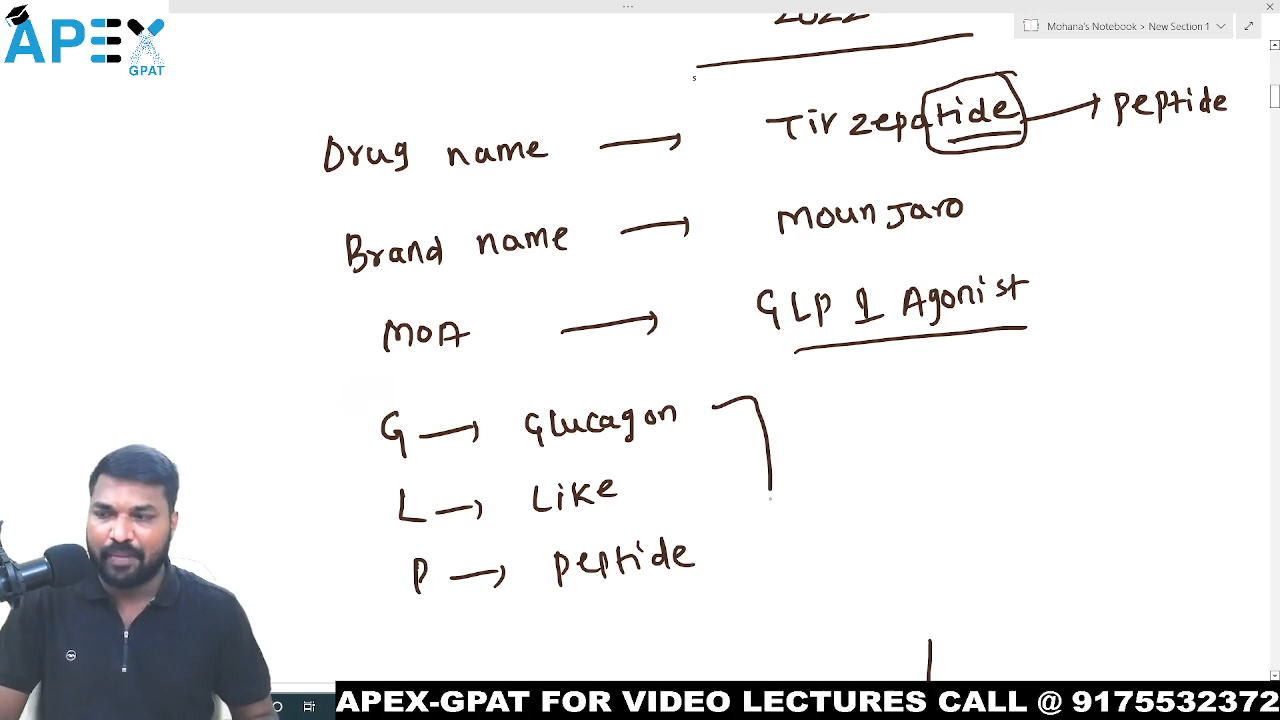 APEX
GPAT
Mohana's Notebook > New Section 1
2022
s
Drug name → Tirzepatide → peptide
Brand name → mounJaro
MOA → GLP 1 Agonist
G → Glucagon
L → Like
P → peptide
APEX-GPAT FOR VIDEO LECTURES CALL @ 9175532372